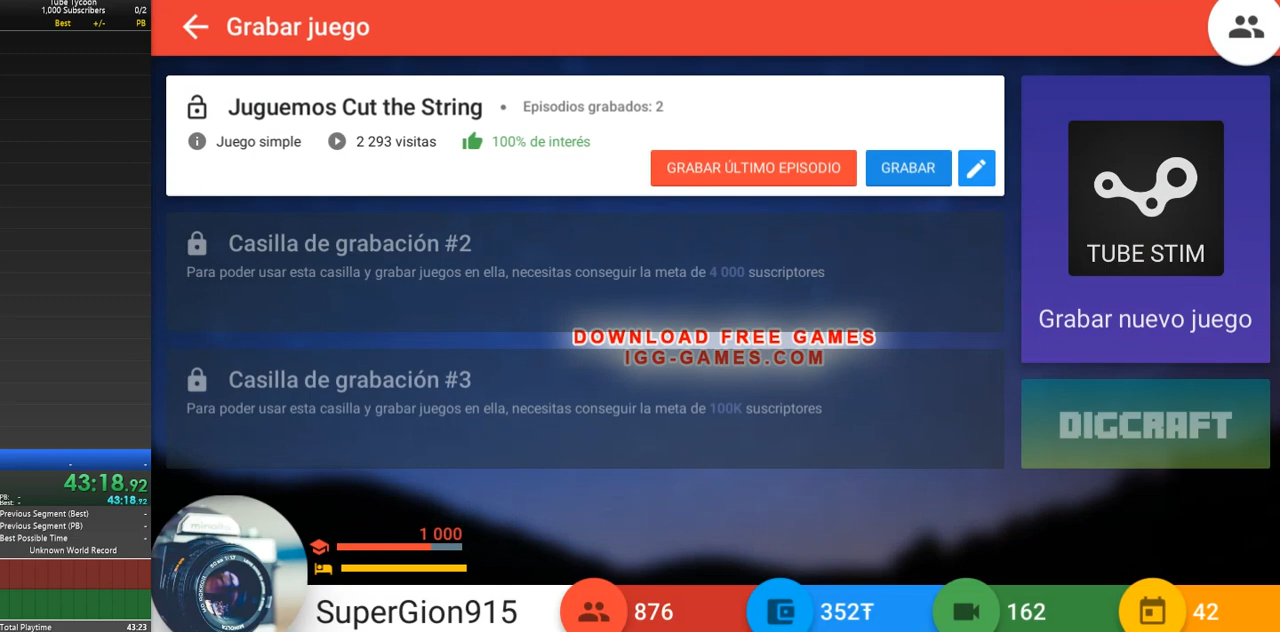 Tube Tycoon
1,000 Subscribers 0/2
Best +/- PB
Grabar juego
Juguemos Cut the String • Episodios grabados: 2
Juego simple 2 293 visitas 100% de interés
GRABAR ÚLTIMO EPISODIO GRABAR
Casilla de grabación #2
Para poder usar esta casilla y grabar juegos en ella, necesitas conseguir la meta de 4 000 suscriptores
DOWNLOAD FREE GAMES
IGG-GAMES.COM
Casilla de grabación #3
Para poder usar esta casilla y grabar juegos en ella, necesitas conseguir la meta de 100K suscriptores
TUBE STIM
Grabar nuevo juego
DIGCRAFT
- -
43:18.92
PB: -
Best: - 43:18.92
Previous Segment (Best) -
Previous Segment (PB) -
Best Possible Time -
Unknown World Record
Total Playtime 43:23
minolta
1 000
SuperGion915 876 352Ŧ 162 42